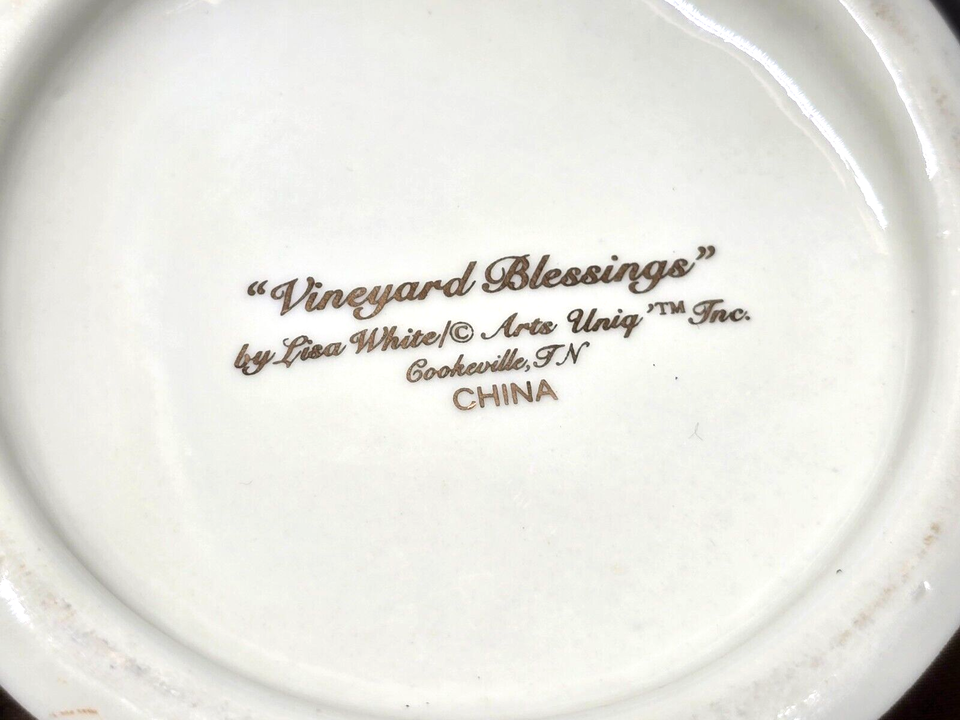 “Vineyard Blessings”
by Lisa White/© Arts Uniq’™ Inc.
Cookeville, TN
CHINA